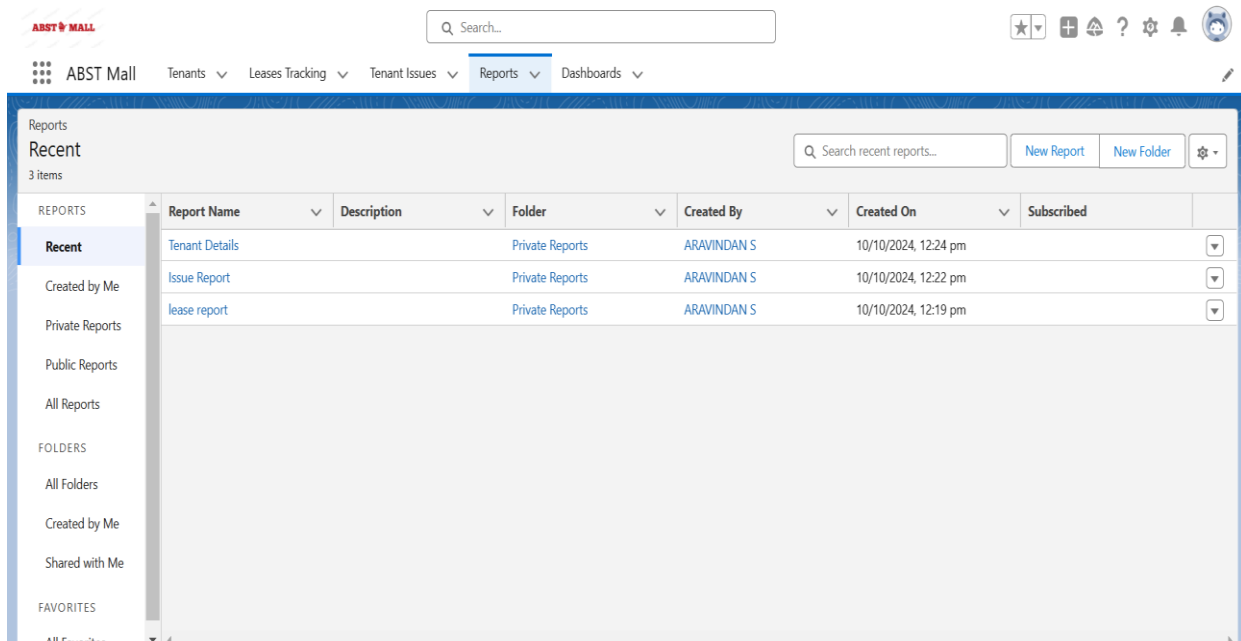 ABST MALL
Search...
ABST Mall Tenants Leases Tracking Tenant Issues Reports Dashboards
Reports
Recent
3 items
Search recent reports...
New Report
New Folder
REPORTS
Recent
Created by Me
Private Reports
Public Reports
All Reports
FOLDERS
All Folders
Created by Me
Shared with Me
FAVORITES
All Favorites
Report Name Description Folder Created By Created On Subscribed
Tenant Details Private Reports ARAVINDAN S 10/10/2024, 12:24 pm
Issue Report Private Reports ARAVINDAN S 10/10/2024, 12:22 pm
lease report Private Reports ARAVINDAN S 10/10/2024, 12:19 pm